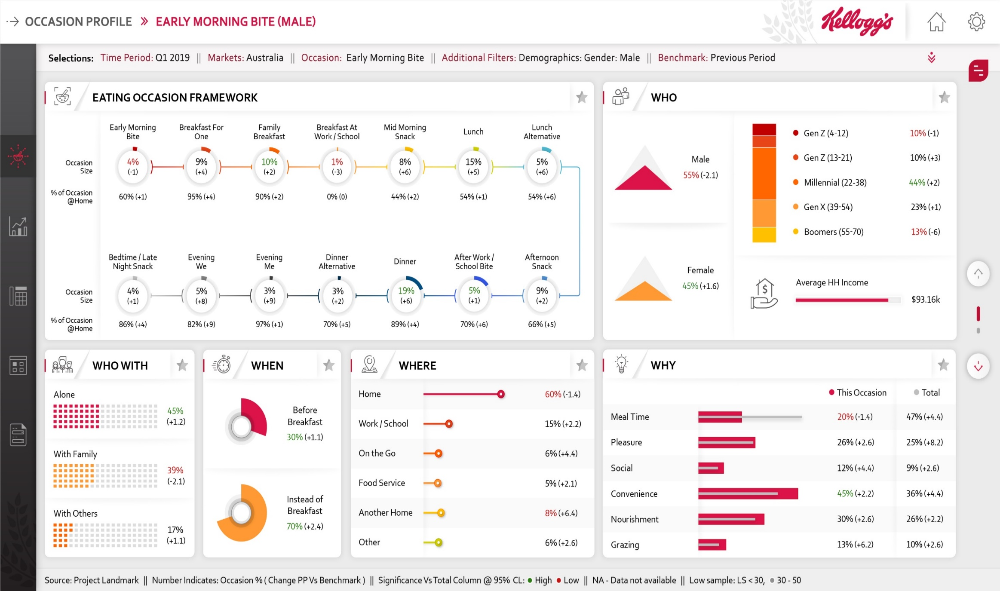 OCCASION PROFILE » EARLY MORNING BITE (MALE)
Kellogg's
Selections: Time Period: Q1 2019 || Markets: Australia || Occasion: Early Morning Bite || Additional Filters: Demographics: Gender: Male || Benchmark: Previous Period
EATING OCCASION FRAMEWORK
Early Morning Bite
Breakfast For One
Family Breakfast
Breakfast At Work / School
Mid Morning Snack
Lunch
Lunch Alternative
Occasion Size
4% (-1)
9% (+4)
10% (+2)
1% (-3)
8% (+6)
15% (+5)
5% (+6)
% of Occasion @Home
60% (+1)
95% (+4)
90% (+2)
0% (0)
44% (+2)
54% (+1)
54% (+6)
Bedtime / Late Night Snack
Evening We
Evening Me
Dinner Alternative
Dinner
After Work / School Bite
Afternoon Snack
Occasion Size
4% (+1)
5% (+8)
3% (+9)
3% (+2)
19% (+6)
5% (+1)
9% (+2)
% of Occasion @Home
86% (+4)
82% (+9)
97% (+1)
70% (+5)
89% (+4)
70% (+6)
66% (+5)
WHO
Male
55% (-2.1)
Female
45% (+1.6)
Gen Z (4-12) 10% (-1)
Gen Z (13-21) 10% (+3)
Millennial (22-38) 44% (+2)
Gen X (39-54) 23% (+1)
Boomers (55-70) 13% (-6)
$
Average HH Income
$93.16k
WHO WITH
Alone
45%
(+1.2)
With Family
39%
(-2.1)
With Others
17%
(+1.1)
WHEN
Before
Breakfast
30% (+1.1)
Instead of
Breakfast
70% (+2.4)
WHERE
Home 60% (-1.4)
Work / School 15% (+2.2)
On the Go 6% (+4.4)
Food Service 5% (+2.1)
Another Home 8% (+6.4)
Other 6% (+2.6)
WHY
This Occasion Total
Meal Time 20% (-1.4) 47% (+4.4)
Pleasure 26% (+2.6) 25% (+8.2)
Social 12% (+4.4) 9% (+2.6)
Convenience 45% (+2.2) 36% (+4.4)
Nourishment 30% (+2.6) 26% (+2.2)
Grazing 13% (+6.2) 10% (+2.6)
Source: Project Landmark || Number Indicates: Occasion % ( Change PP Vs Benchmark ) || Significance Vs Total Column @ 95% CL: High Low || NA - Data not available || Low sample: LS < 30, 30 - 50